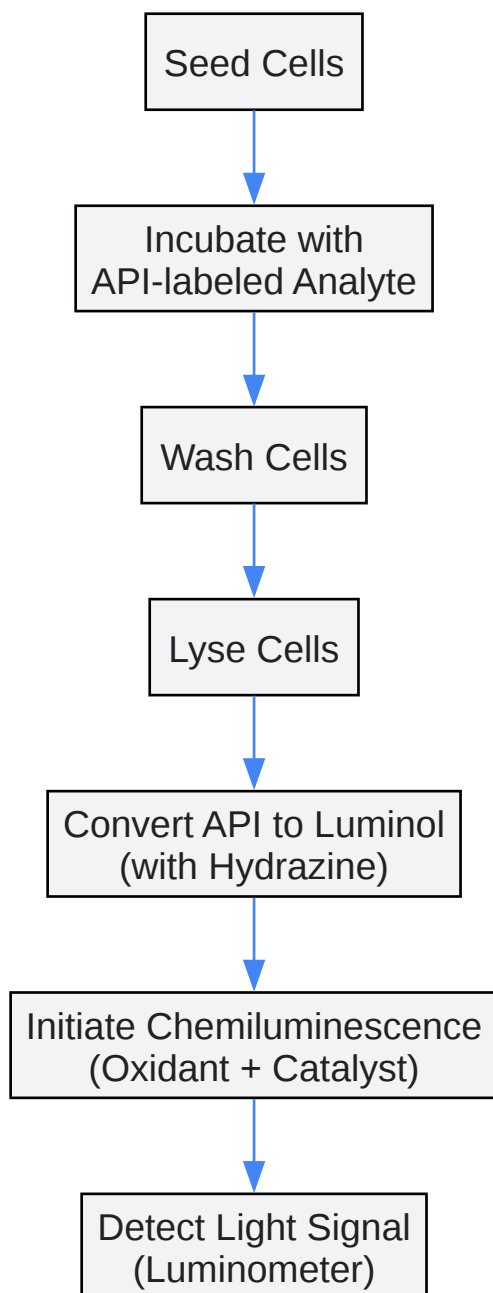 Seed Cells
Incubate with
API-labeled Analyte
Wash Cells
Lyse Cells
Convert API to Luminol
(with Hydrazine)
Initiate Chemiluminescence
(Oxidant + Catalyst)
Detect Light Signal
(Luminometer)